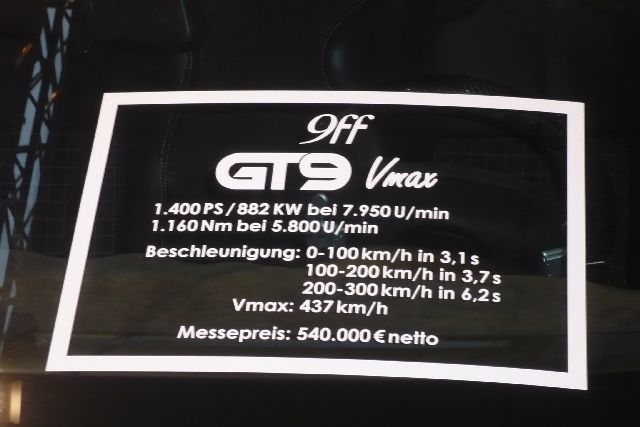 9ff
GT9 Vmax
1.400 PS / 882 KW bei 7.950 U/min
1.160 Nm bei 5.800 U/min
Beschleunigung: 0-100 km/h in 3,1 s
100-200 km/h in 3,7 s
200-300 km/h in 6,2 s
Vmax: 437 km/h
Messepreis: 540.000 € netto